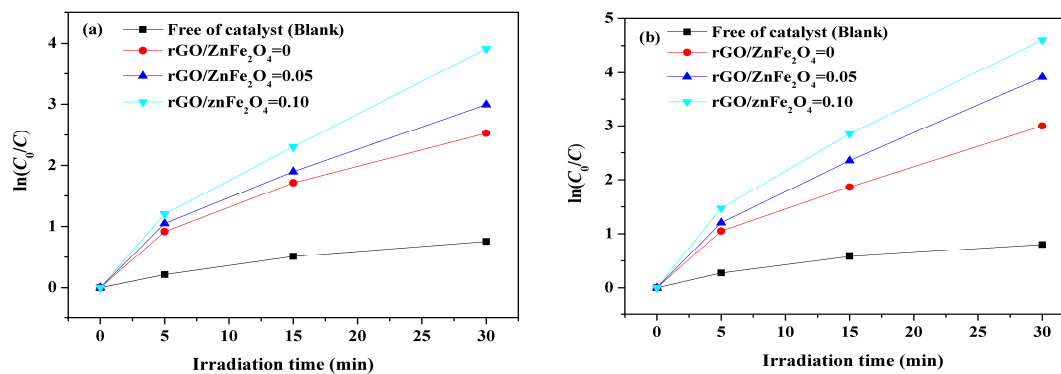 (a)
Free of catalyst (Blank)
rGO/ZnFe₂O₄=0
rGO/ZnFe₂O₄=0.05
rGO/znFe₂O₄=0.10
ln(C₀/C)
4
3
2
1
0
0 5 10 15 20 25 30
Irradiation time (min)
(b)
Free of catalyst (Blank)
rGO/ZnFe₂O₄=0
rGO/ZnFe₂O₄=0.05
rGO/znFe₂O₄=0.10
ln(C₀/C)
5
4
3
2
1
0
0 5 10 15 20 25 30
Irradiation time (min)